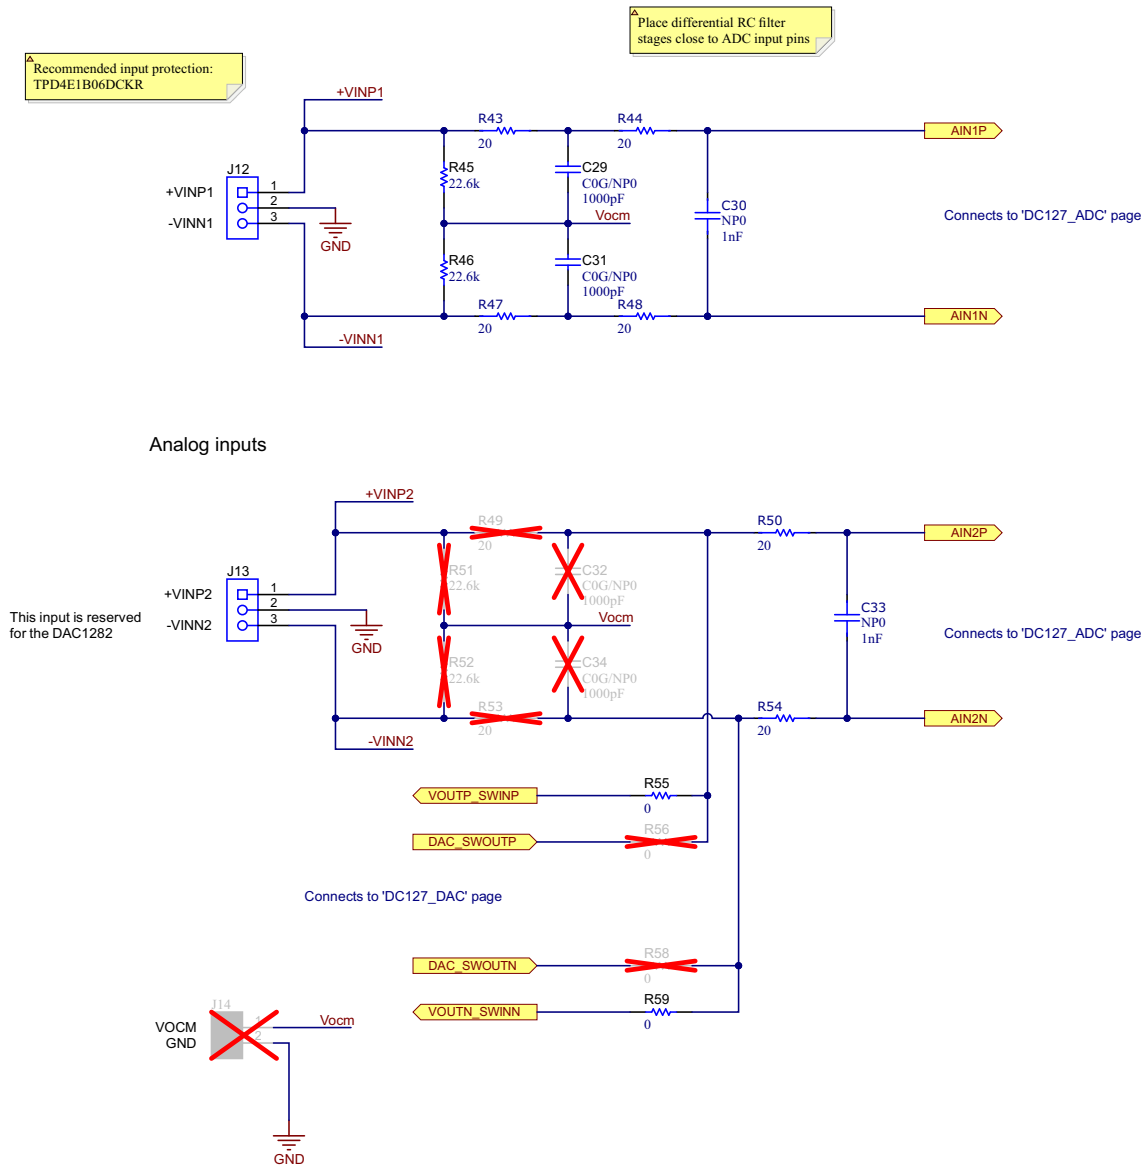 Place differential RC filter
stages close to ADC input pins
Recommended input protection:
TPD4E1B06DCKR
+VINP1
R43
20
R44
20
AIN1P
J12
+VINP1
-VINN1
1
2
3
GND
R45
22.6k
C29
C0G/NP0
1000pF
Vocm
C30
NP0
1nF
Connects to 'DC127_ADC' page
R46
22.6k
C31
C0G/NP0
1000pF
R47
20
R48
20
AIN1N
-VINN1
Analog inputs
+VINP2
R49
20
R50
20
AIN2P
J13
+VINP2
-VINN2
1
2
3
GND
This input is reserved
for the DAC1282
R51
22.6k
C32
C0G/NP0
1000pF
Vocm
C33
NP0
1nF
Connects to 'DC127_ADC' page
R52
22.6k
C34
C0G/NP0
1000pF
R53
20
R54
20
AIN2N
-VINN2
VOUTP_SWINP
R55
0
DAC_SWOUTP
R56
0
Connects to 'DC127_DAC' page
DAC_SWOUTN
R58
0
VOUTN_SWINN
R59
0
J14
VOCM
GND
1
2
Vocm
GND